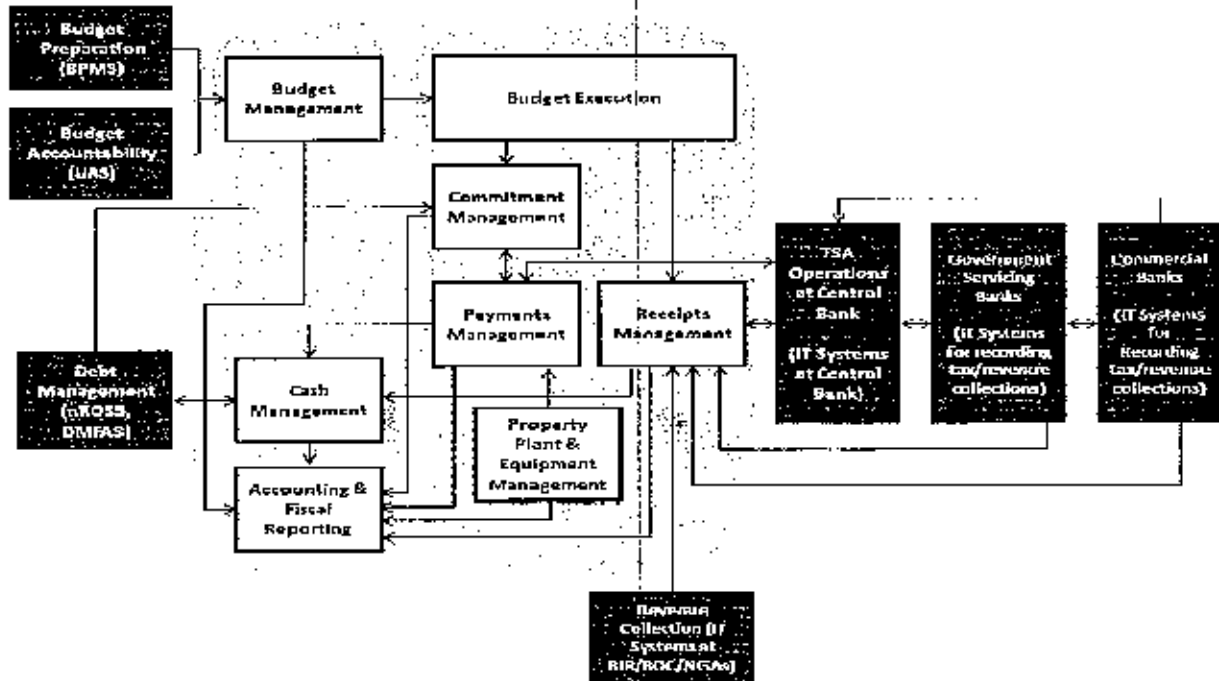 Budget
Preparation
(BPMS)
Budget
Accountability
(UAS)
Budget
Management
Budget Execution
Commitment
Management
Payments
Management
Receipts
Management
TSA
Operations
at Central
Bank
(IT Systems
at Central
Bank)
Government
Servicing
Banks
(IT Systems
for recording
tax/revenue
collections)
Commercial
Banks
(IT Systems
for
Recording
tax/revenue
collections)
Debt
Management
DMFAS)
Cash
Management
Property
Plant &
Equipment
Management
Accounting &
Fiscal
Reporting
Revenue
Collection (IT
Systems at
BIR/BOC/NGAs)